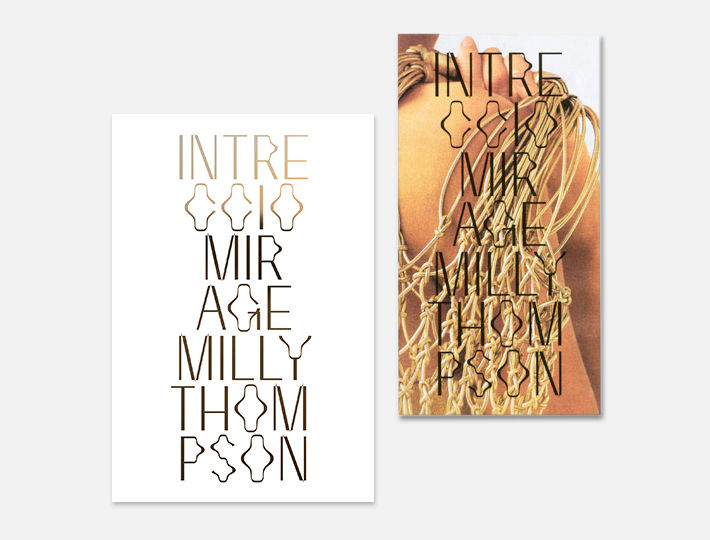 INTRE
CCIO
MIR
AGE
MILLY
THOM
PSON
INTRE
CCIO
MIR
AGE
MILLY
THOM
PSON